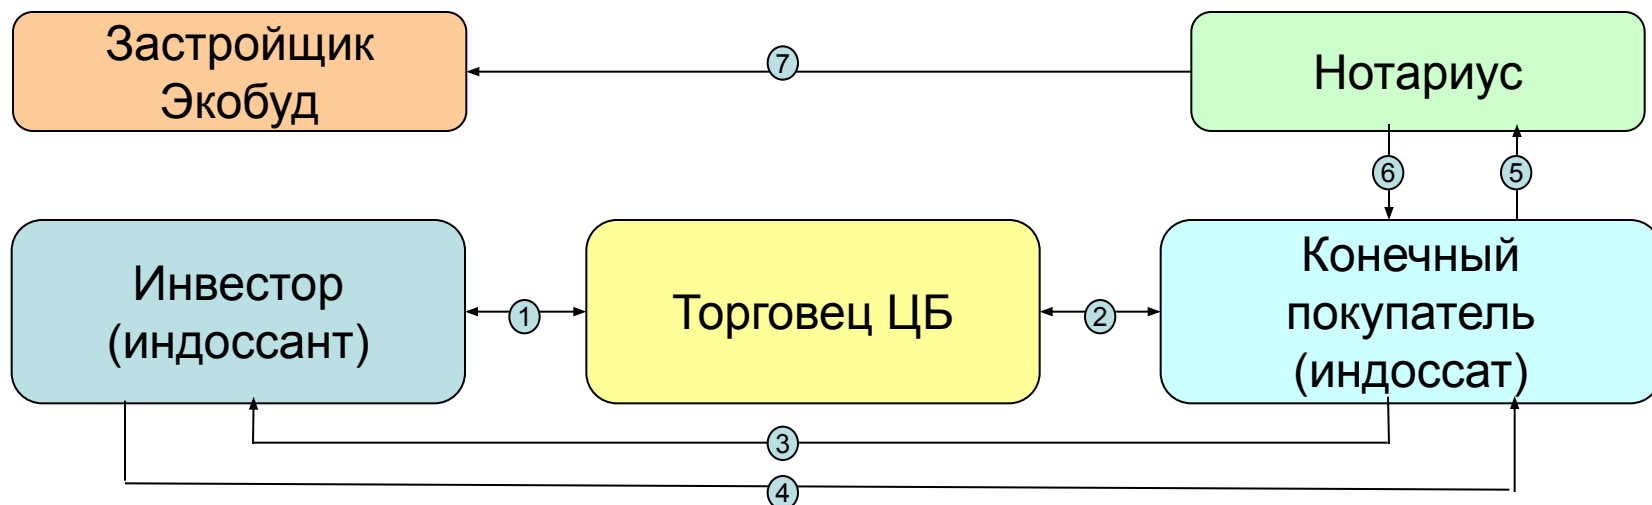 Застройщик
Экобуд
7
Нотариус
6
5
Инвестор
(индоссант)
1
Торговец ЦБ
2
Конечный
покупатель
(индоссат)
3
4